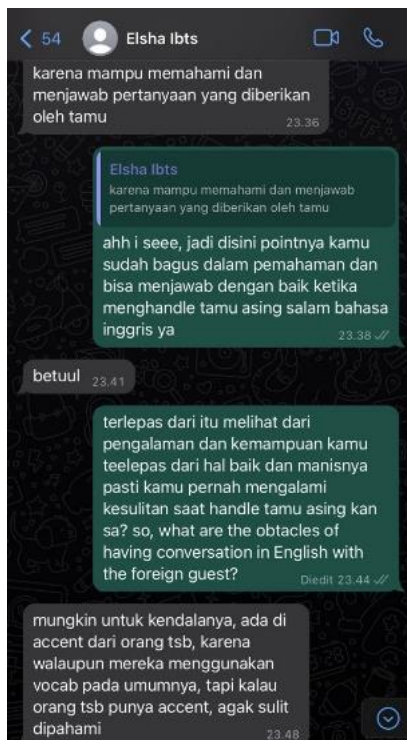 54
Elsha Ibts
karena mampu memahami dan
menjawab pertanyaan yang diberikan
oleh tamu
23.36
Elsha Ibts
karena mampu memahami dan menjawab
pertanyaan yang diberikan oleh tamu
ahh i seee, jadi disini pointnya kamu
sudah bagus dalam pemahaman dan
bisa menjawab dengan baik ketika
menghandle tamu asing salam bahasa
inggris ya
23.38
betuul 23.41
terlepas dari itu melihat dari
pengalaman dan kemampuan kamu
teelepas dari hal baik dan manisnya
pasti kamu pernah mengalami
kesulitan saat handle tamu asing kan
sa? so, what are the obtacles of
having conversation in English with
the foreign guest?
Diedit 23.44
mungkin untuk kendalanya, ada di
accent dari orang tsb, karena
walaupun mereka menggunakan
vocab pada umumnya, tapi kalau
orang tsb punya accent, agak sulit
dipahami
23.48